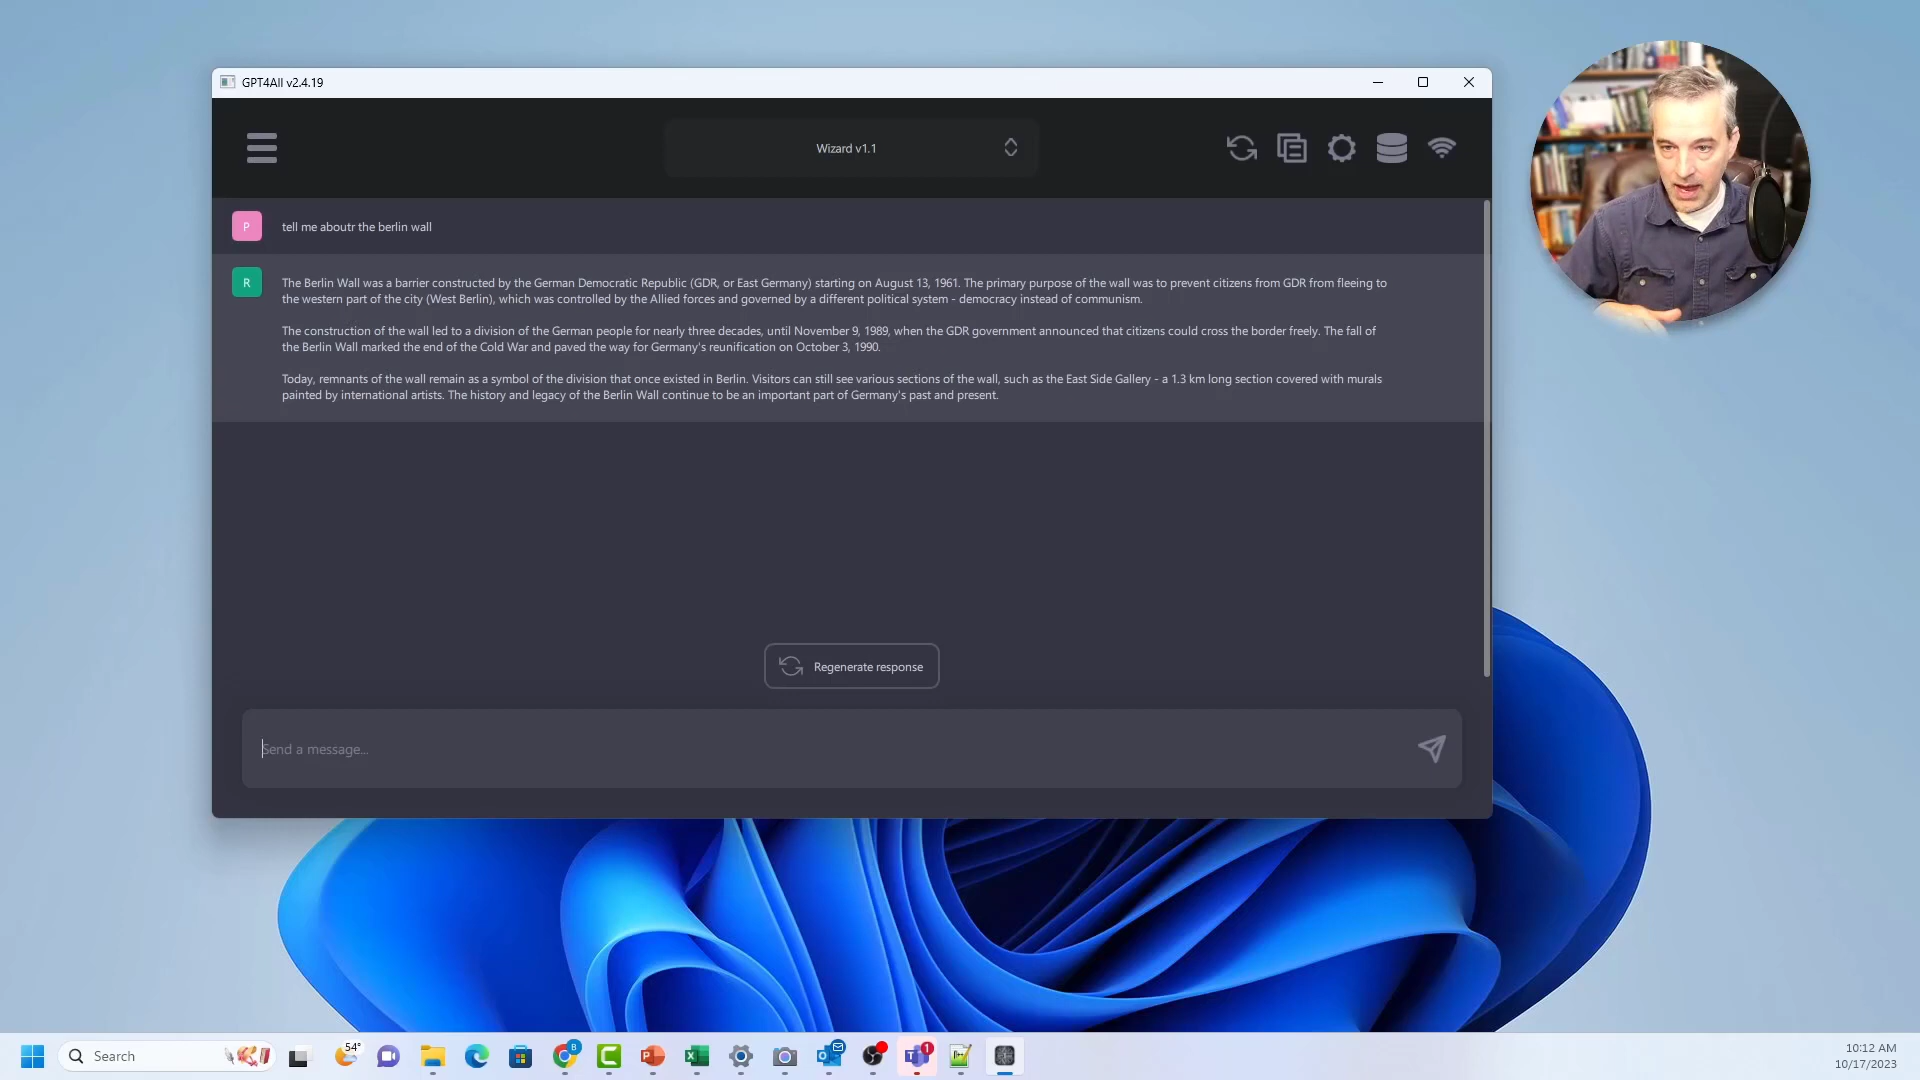 GPT4All v2.4.19
Wizard v1.1
P
tell me aboutr the berlin wall
R
The Berlin Wall was a barrier constructed by the German Democratic Republic (GDR, or East Germany) starting on August 13, 1961. The primary purpose of the wall was to prevent citizens from GDR from fleeing to
the western part of the city (West Berlin), which was controlled by the Allied forces and governed by a different political system - democracy instead of communism.
The construction of the wall led to a division of the German people for nearly three decades, until November 9, 1989, when the GDR government announced that citizens could cross the border freely. The fall of
the Berlin Wall marked the end of the Cold War and paved the way for Germany's reunification on October 3, 1990.
Today, remnants of the wall remain as a symbol of the division that once existed in Berlin. Visitors can still see various sections of the wall, such as the East Side Gallery - a 1.3 km long section covered with murals
painted by international artists. The history and legacy of the Berlin Wall continue to be an important part of Germany's past and present.
Regenerate response
Send a message...
Search
54°
B
1
10:12 AM
10/17/2023